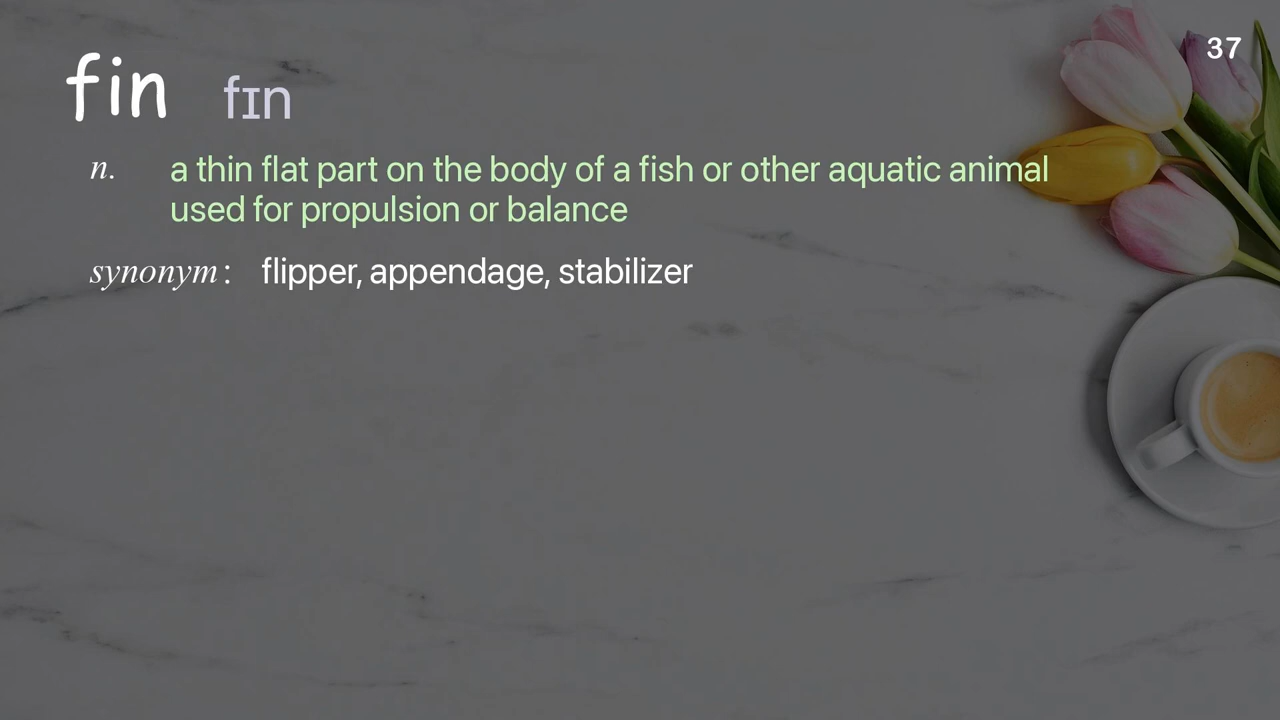 37
fin fɪn
n. a thin flat part on the body of a fish or other aquatic animal
used for propulsion or balance
synonym: flipper, appendage, stabilizer